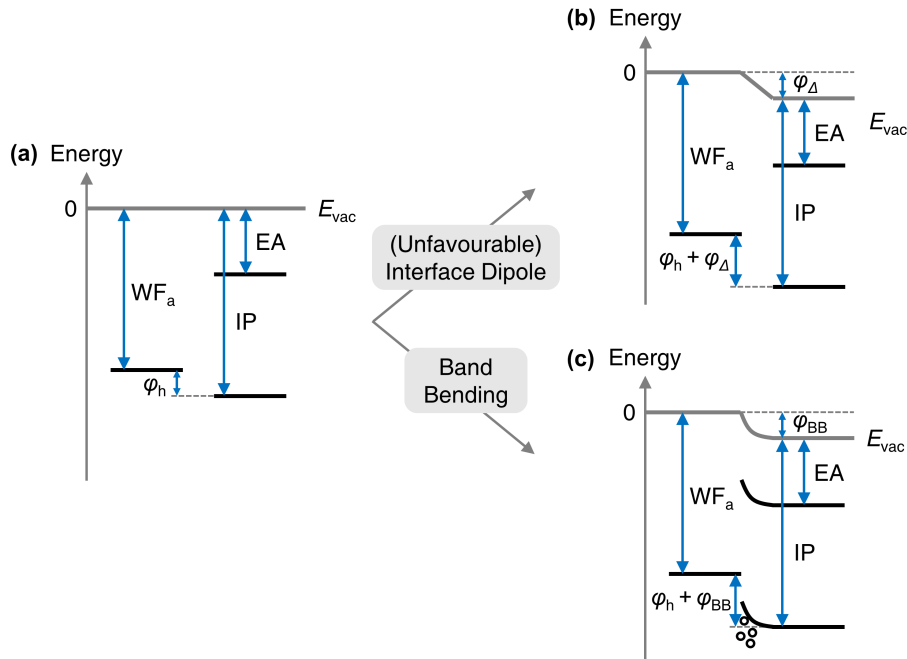 (a) Energy
0
E_vac
EA
WF_a
IP
φ_h
(Unfavourable)
Interface Dipole
Band
Bending
(b) Energy
0
φ_Δ
E_vac
EA
WF_a
IP
φ_h + φ_Δ
(c) Energy
0
φ_BB
E_vac
EA
WF_a
IP
φ_h + φ_BB